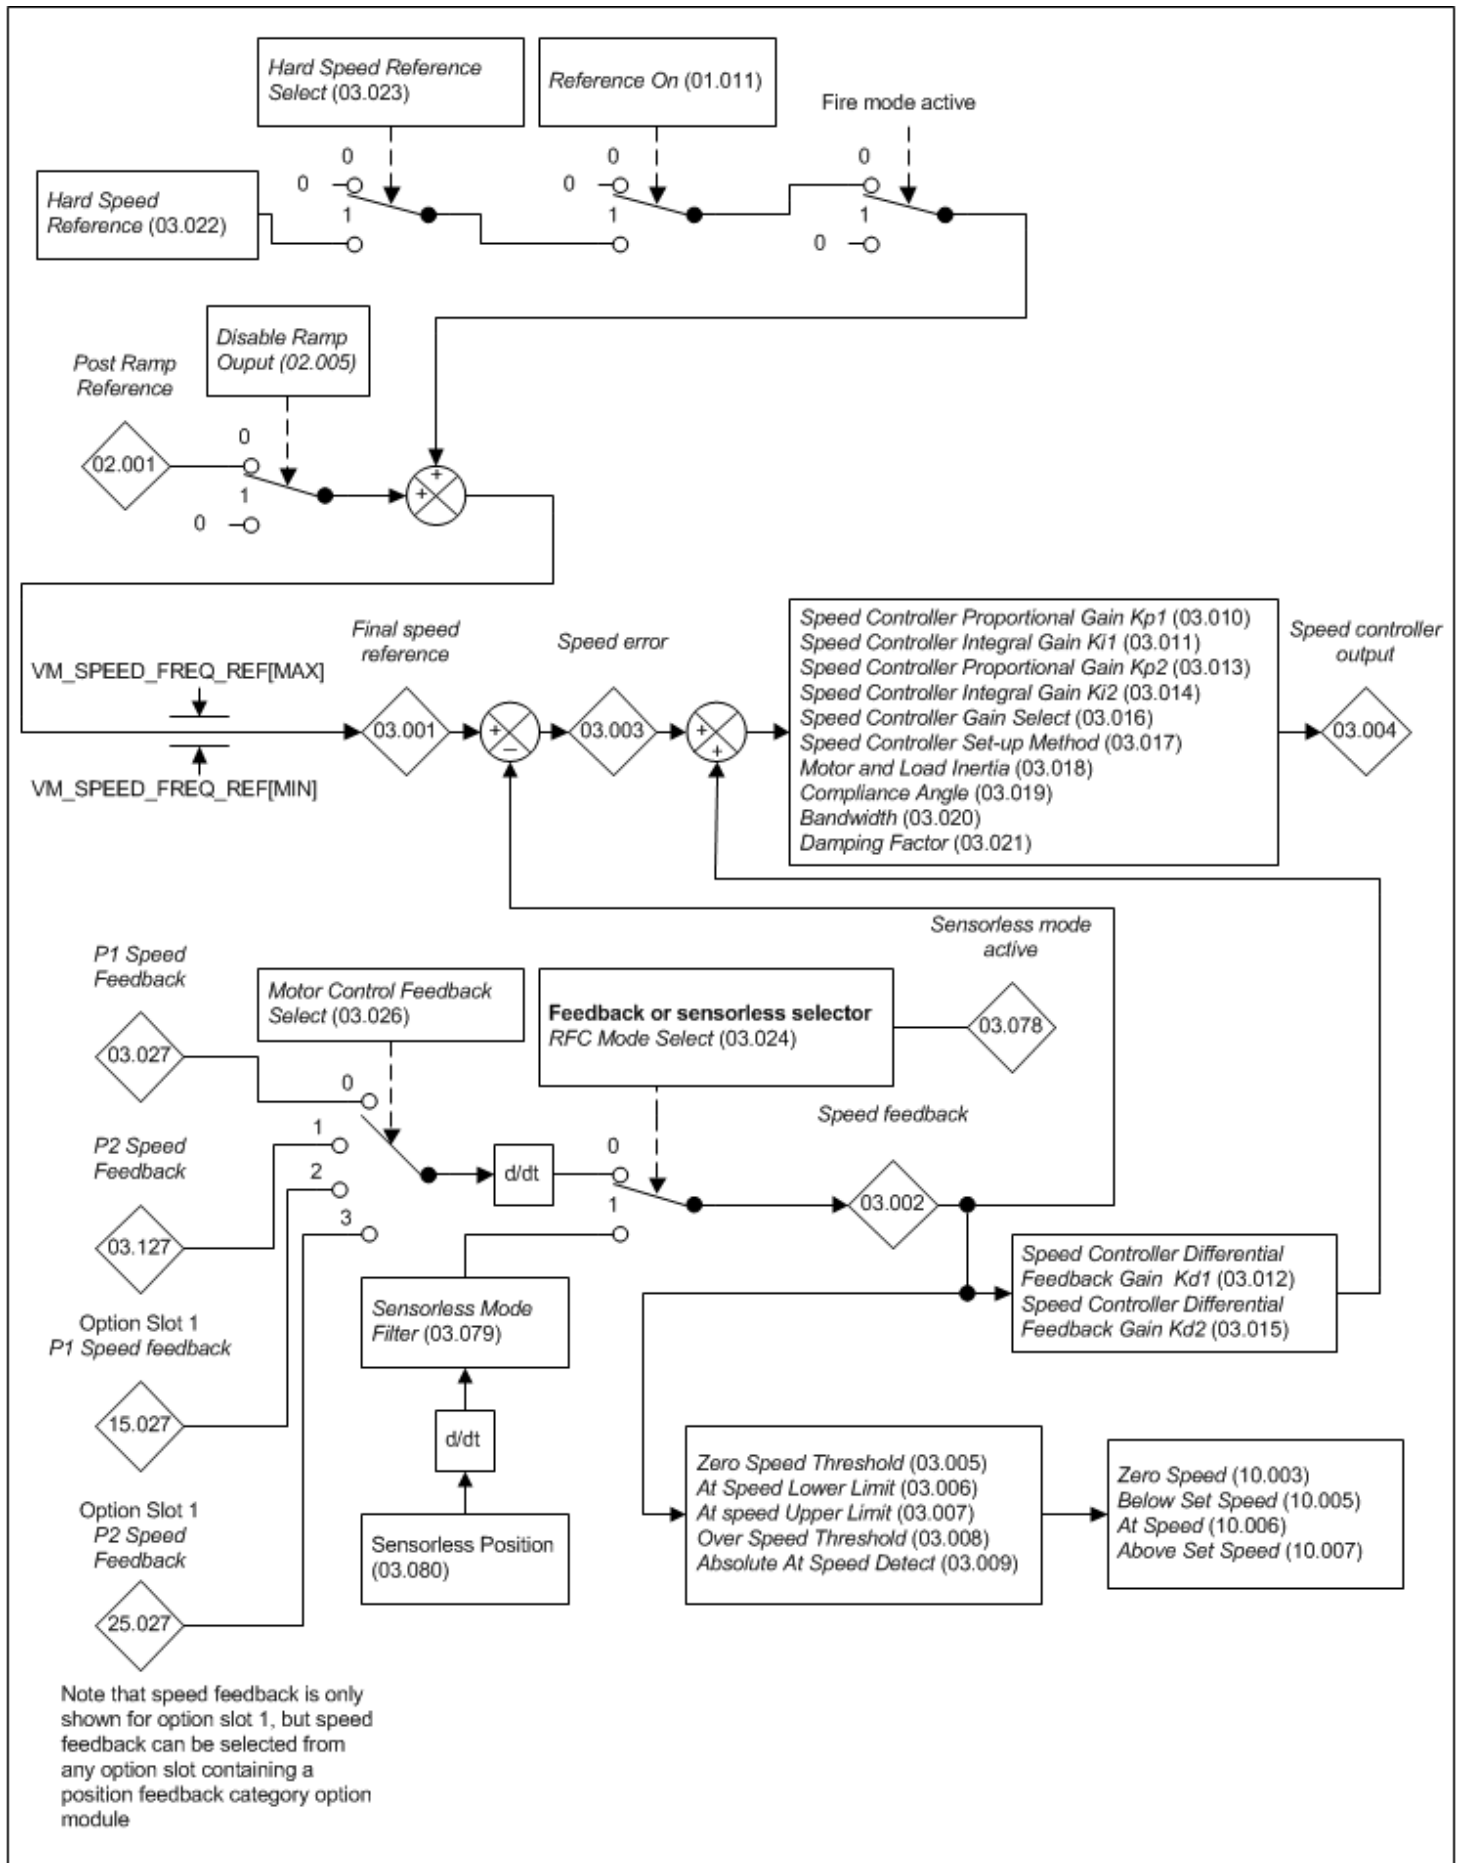 Hard Speed Reference
Select (03.023)
Reference On (01.011)
Fire mode active
0
0
0
0
0
Hard Speed
Reference (03.022)
1
1
1
0
Disable Ramp
Ouput (02.005)
Post Ramp
Reference
0
02.001
+
+
1
0
Speed Controller Proportional Gain Kp1 (03.010)
Speed Controller Integral Gain Ki1 (03.011)
Speed Controller Proportional Gain Kp2 (03.013)
Speed Controller Integral Gain Ki2 (03.014)
Speed Controller Gain Select (03.016)
Speed Controller Set-up Method (03.017)
Motor and Load Inertia (03.018)
Compliance Angle (03.019)
Bandwidth (03.020)
Damping Factor (03.021)
Final speed
reference
Speed error
Speed controller
output
VM_SPEED_FREQ_REF[MAX]
03.001
+
–
03.003
+
+
03.004
VM_SPEED_FREQ_REF[MIN]
Sensorless mode
active
P1 Speed
Feedback
Motor Control Feedback
Select (03.026)
Feedback or sensorless selector
RFC Mode Select (03.024)
03.078
03.027
0
Speed feedback
P2 Speed
Feedback
1
2
3
d/dt
0
1
03.002
03.127
Speed Controller Differential
Feedback Gain Kd1 (03.012)
Speed Controller Differential
Feedback Gain Kd2 (03.015)
Sensorless Mode
Filter (03.079)
Option Slot 1
P1 Speed feedback
15.027
d/dt
Zero Speed Threshold (03.005)
At Speed Lower Limit (03.006)
At speed Upper Limit (03.007)
Over Speed Threshold (03.008)
Absolute At Speed Detect (03.009)
Zero Speed (10.003)
Below Set Speed (10.005)
At Speed (10.006)
Above Set Speed (10.007)
Option Slot 1
P2 Speed
Feedback
Sensorless Position
(03.080)
25.027
Note that speed feedback is only
shown for option slot 1, but speed
feedback can be selected from
any option slot containing a
position feedback category option
module